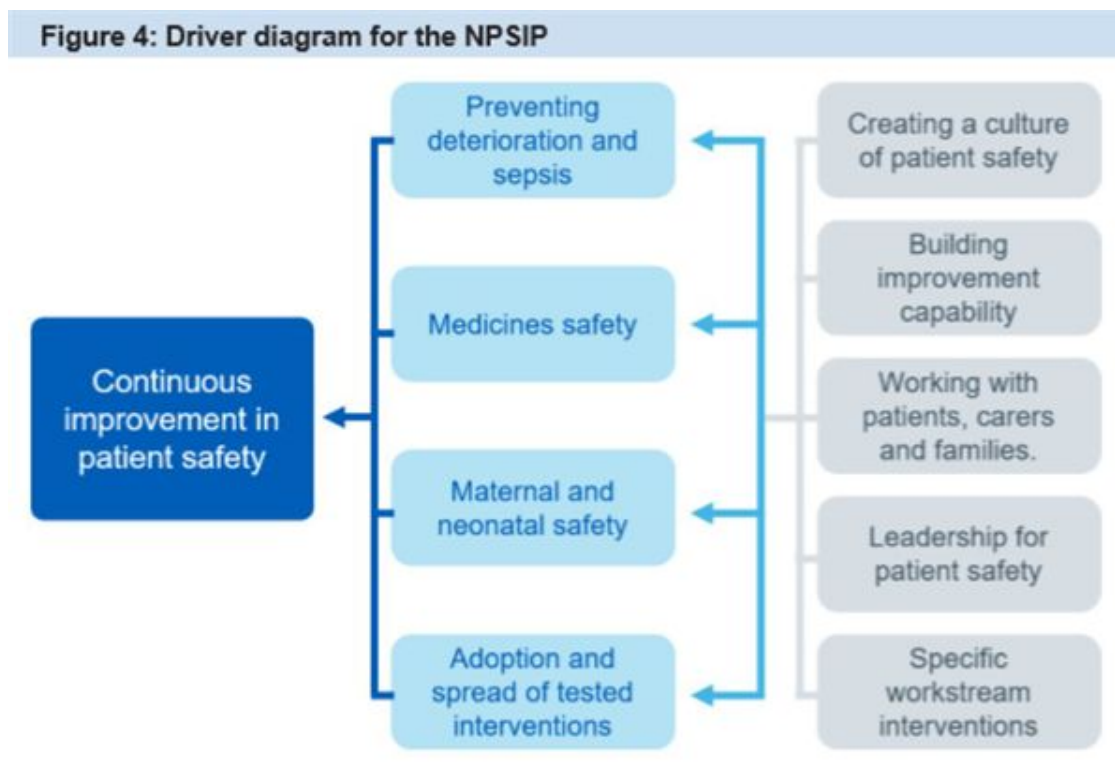 Figure 4: Driver diagram for the NPSIP
Continuous
improvement in
patient safety
Preventing
deterioration and
sepsis
Medicines safety
Maternal and
neonatal safety
Adoption and
spread of tested
interventions
Creating a culture
of patient safety
Building
improvement
capability
Working with
patients, carers
and families.
Leadership for
patient safety
Specific
workstream
interventions